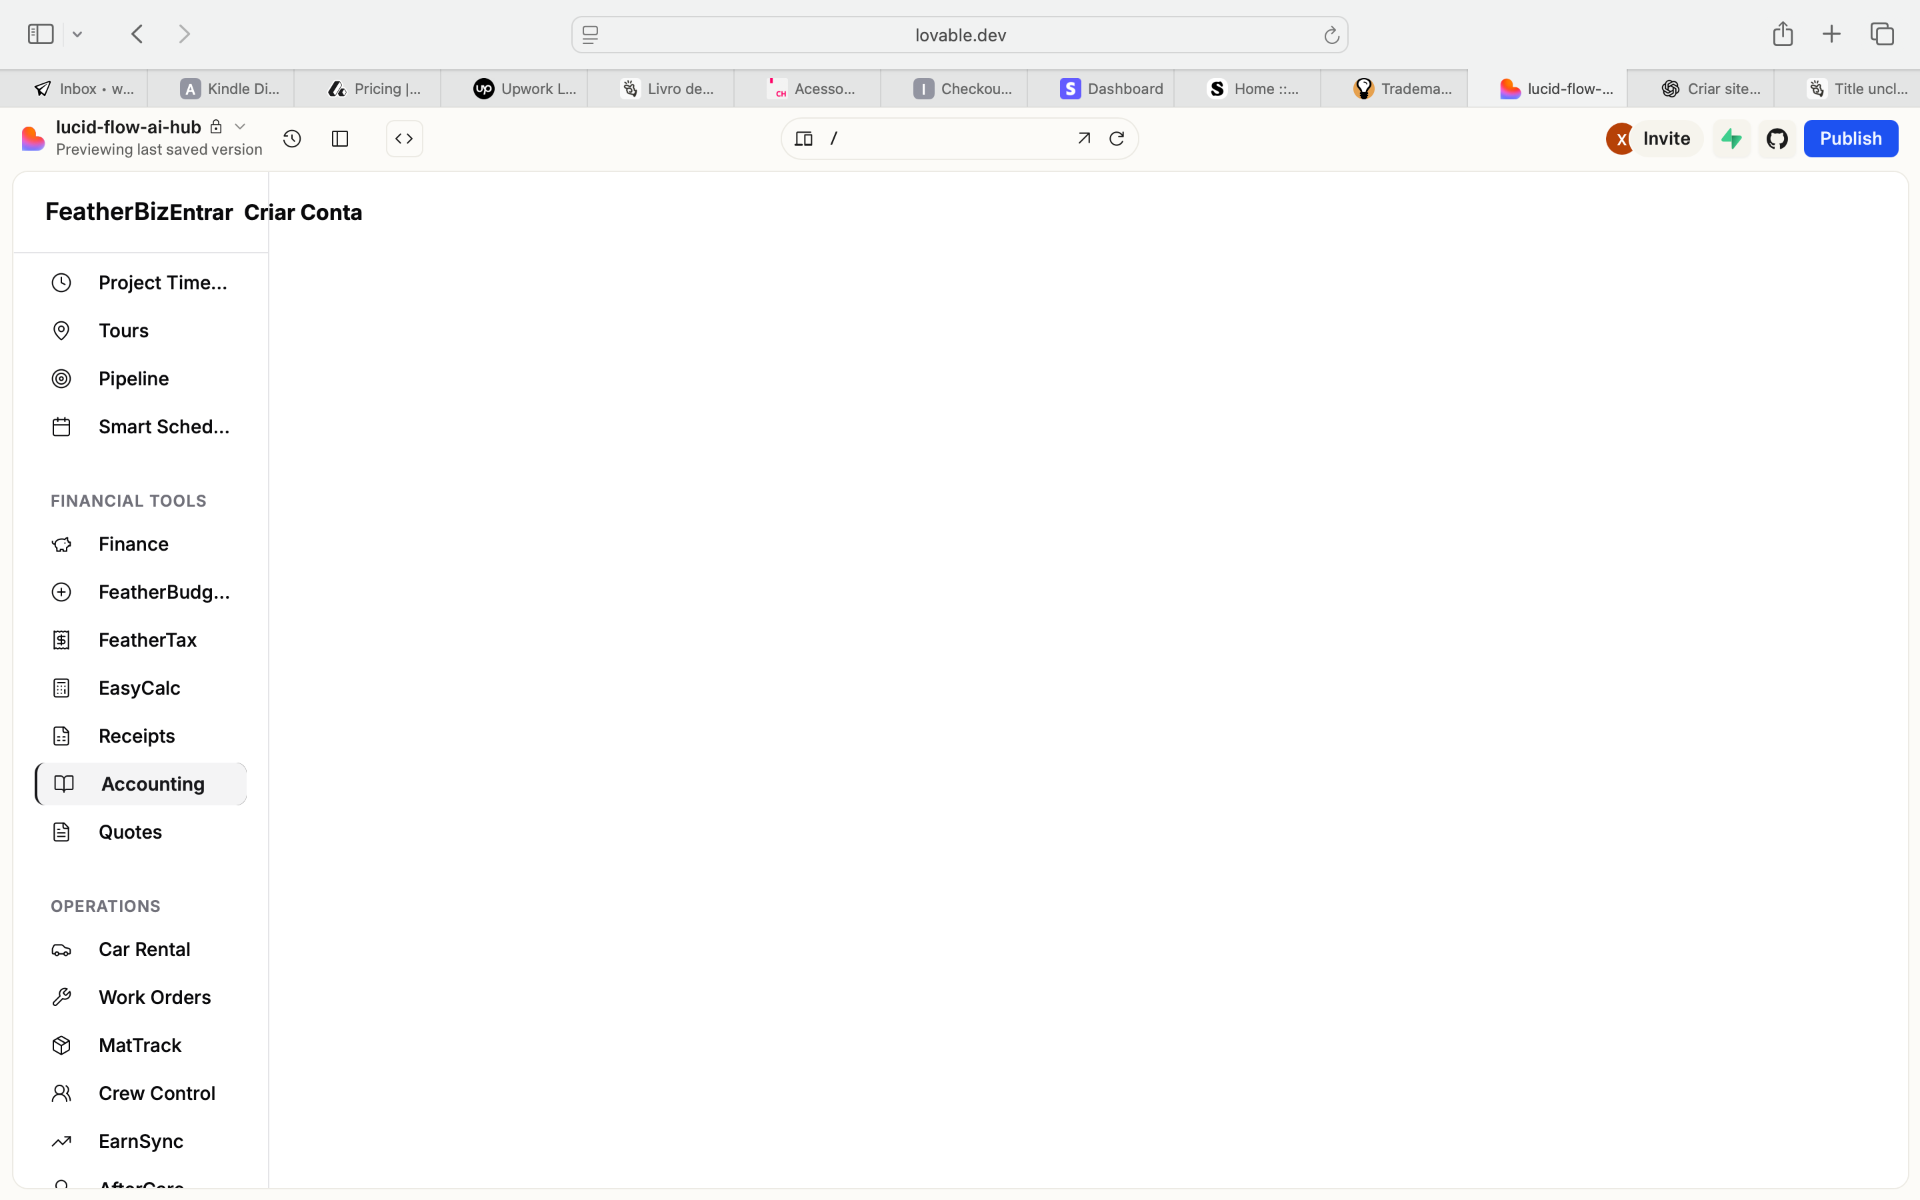 lovable.dev
Inbox • w...
Kindle Di...
Pricing |...
Upwork L...
Livro de...
Acesso...
Checkou...
Dashboard
Home ::...
Tradema...
lucid-flow-...
Criar site...
Title uncl...
lucid-flow-ai-hub
Previewing last saved version
/
X
Invite
Publish
FeatherBizEntrar Criar Conta
Project Time...
Tours
Pipeline
Smart Sched...
FINANCIAL TOOLS
Finance
FeatherBudg...
FeatherTax
EasyCalc
Receipts
Accounting
Quotes
OPERATIONS
Car Rental
Work Orders
MatTrack
Crew Control
EarnSync
AfterCare